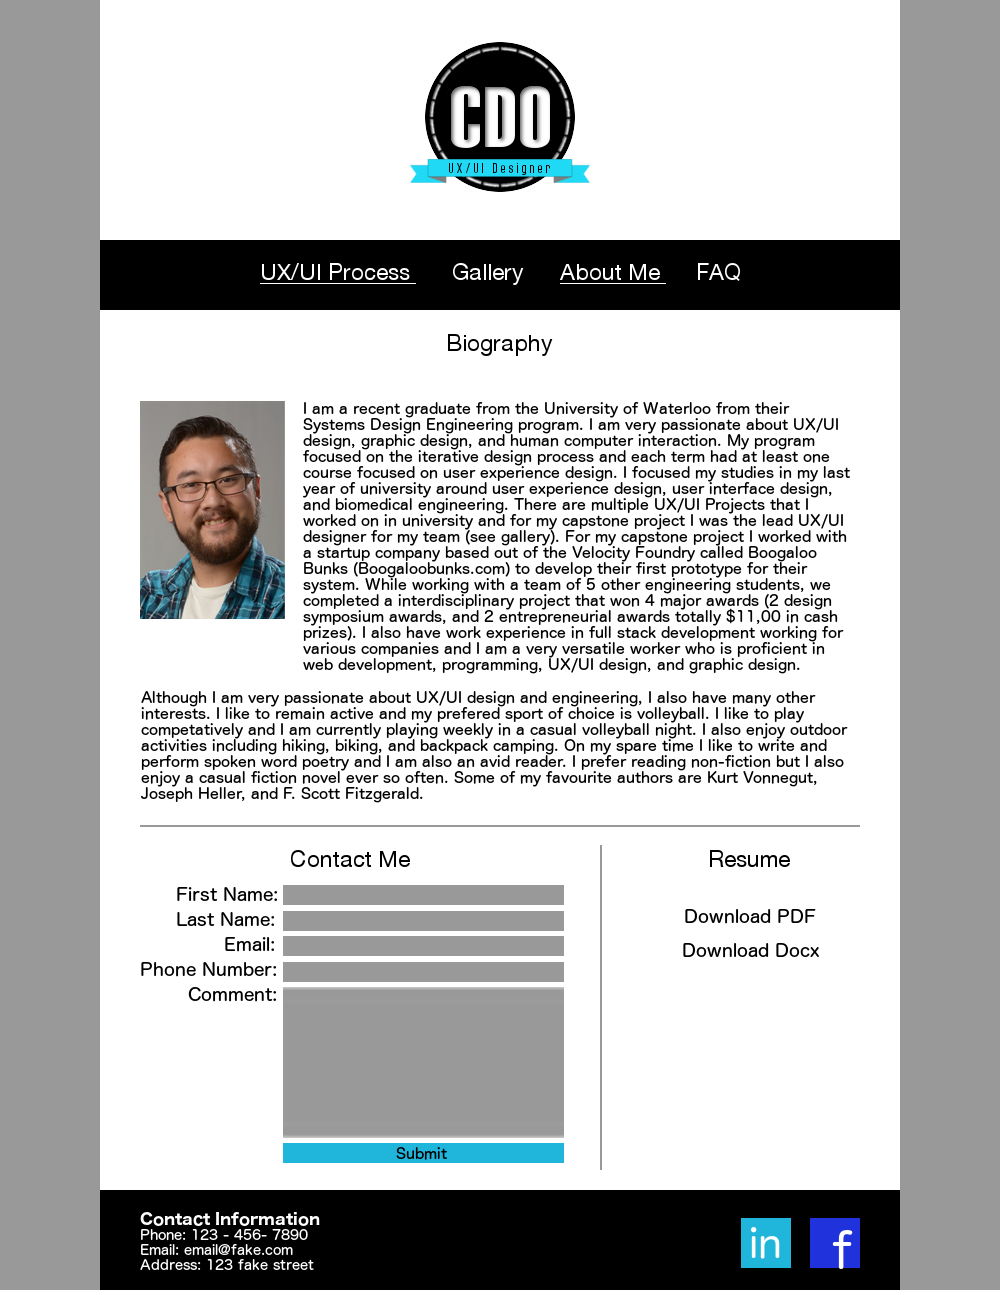 CDO
UX/UI Designer
UX/UI Process Gallery About Me FAQ
Biography
I am a recent graduate from the University of Waterloo from their
Systems Design Engineering program. I am very passionate about UX/UI
design, graphic design, and human computer interaction. My program
focused on the iterative design process and each term had at least one
course focused on user experience design. I focused my studies in my last
year of university around user experience design, user interface design,
and biomedical engineering. There are multiple UX/UI Projects that I
worked on in university and for my capstone project I was the lead UX/UI
designer for my team (see gallery). For my capstone project I worked with
a startup company based out of the Velocity Foundry called Boogaloo
Bunks (Boogaloobunks.com) to develop their first prototype for their
system. While working with a team of 5 other engineering students, we
completed a interdisciplinary project that won 4 major awards (2 design
symposium awards, and 2 entrepreneurial awards totally $11,00 in cash
prizes). I also have work experience in full stack development working for
various companies and I am a very versatile worker who is proficient in
web development, programming, UX/UI design, and graphic design.
Although I am very passionate about UX/UI design and engineering, I also have many other
interests. I like to remain active and my prefered sport of choice is volleyball. I like to play
competatively and I am currently playing weekly in a casual volleyball night. I also enjoy outdoor
activities including hiking, biking, and backpack camping. On my spare time I like to write and
perform spoken word poetry and I am also an avid reader. I prefer reading non-fiction but I also
enjoy a casual fiction novel ever so often. Some of my favourite authors are Kurt Vonnegut,
Joseph Heller, and F. Scott Fitzgerald.
Contact Me
First Name:
Last Name:
Email:
Phone Number:
Comment:
Submit
Resume
Download PDF
Download Docx
Contact Information
Phone: 123 - 456- 7890
Email: email@fake.com
Address: 123 fake street
in f